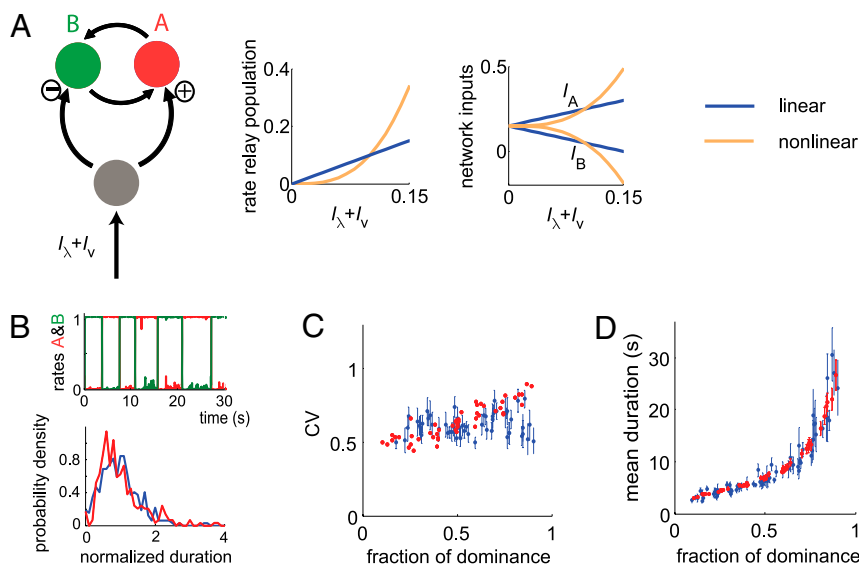 A
B A
− +
I_λ+I_v
rate relay population
0.4
0.2
0
0 0.15
I_λ+I_v
network inputs
0.5
0
I_A
I_B
0 0.15
I_λ+I_v
linear
nonlinear
B
rates A&B
1
0
0 10 20 30
time (s)
probability density
0.8
0.4
0
0 2 4
normalized duration
C
CV
1
0.5
0
0 0.5 1
fraction of dominance
D
mean duration (s)
30
20
10
0
0 0.5 1
fraction of dominance